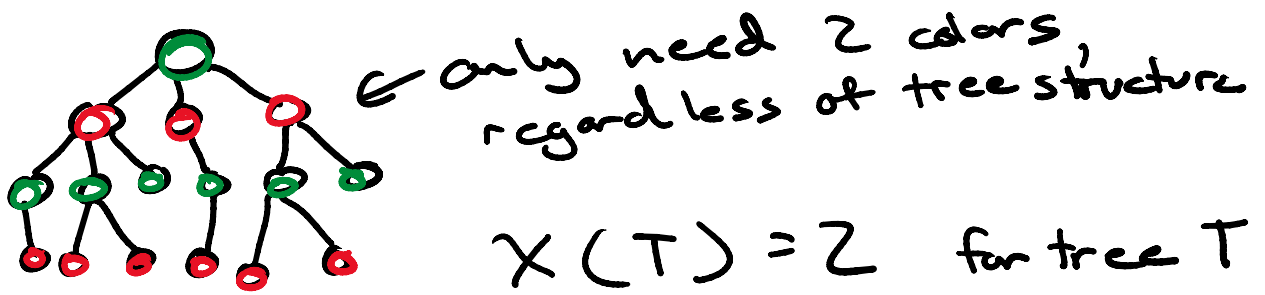 only need 2 colors,
regardless of tree structure
χ(T) = 2 for tree T